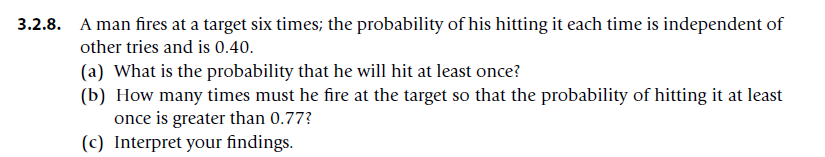 3.2.8. A man fires at a target six times; the probability of his hitting it each time is independent of
other tries and is 0.40.
(a) What is the probability that he will hit at least once?
(b) How many times must he fire at the target so that the probability of hitting it at least
once is greater than 0.77?
(c) Interpret your findings.